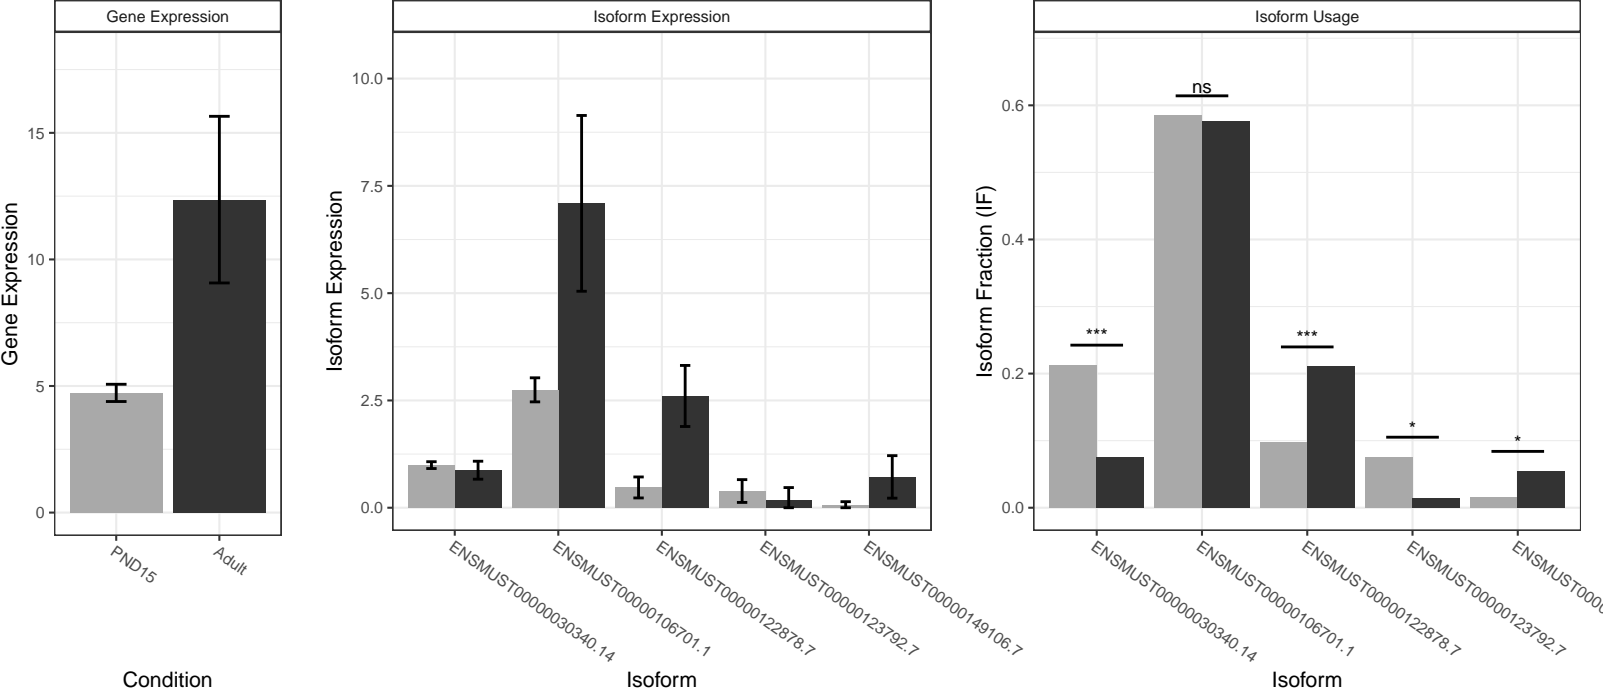 Gene Expression
Gene Expression
15
10
5
0
PND15
Adult
Condition
Isoform Expression
Isoform Expression
10.0
7.5
5.0
2.5
0.0
ENSMUST00000030340.14
ENSMUST00000106701.1
ENSMUST00000122878.7
ENSMUST00000123792.7
ENSMUST00000149106.7
Isoform
Isoform Usage
Isoform Fraction (IF)
0.6
0.4
0.2
0.0
***
ns
***
*
*
ENSMUST00000030340.14
ENSMUST00000106701.1
ENSMUST00000122878.7
ENSMUST00000123792.7
Isoform